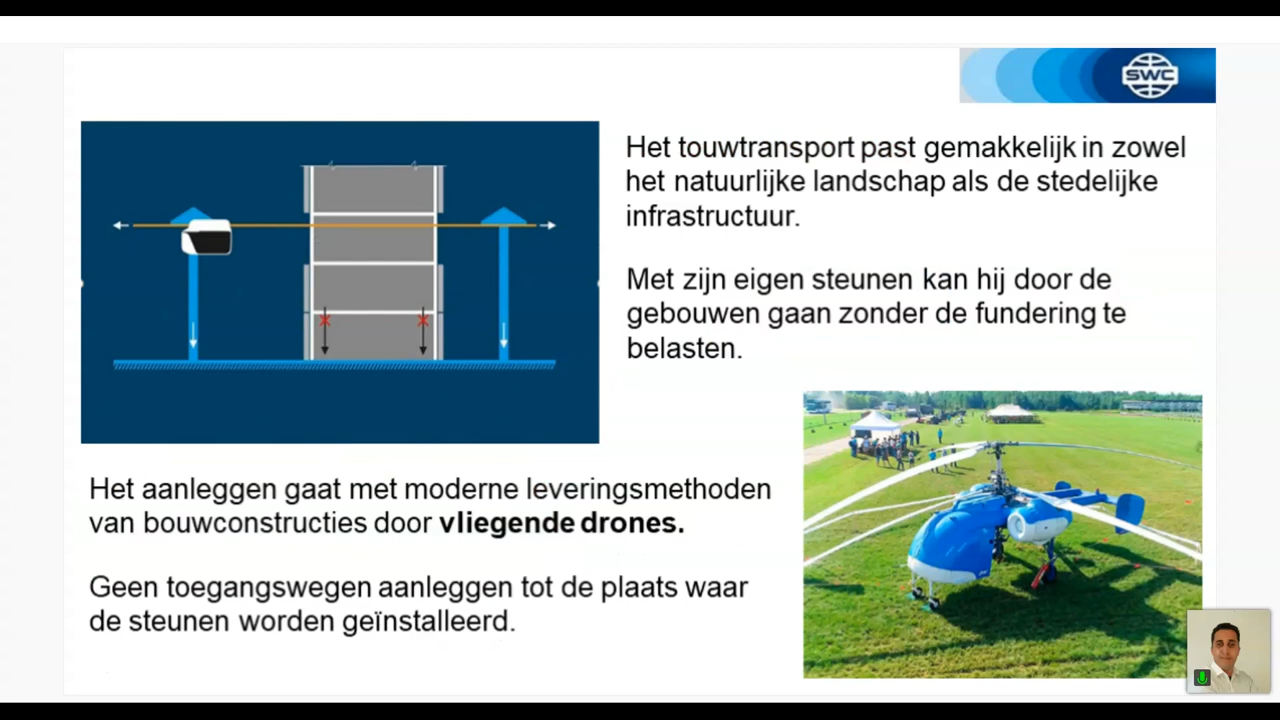 SWC
Het touwtransport past gemakkelijk in zowel
het natuurlijke landschap als de stedelijke
infrastructuur.
Met zijn eigen steunen kan hij door de
gebouwen gaan zonder de fundering te
belasten.
Het aanleggen gaat met moderne leveringsmethoden
van bouwconstructies door vliegende drones.
Geen toegangswegen aanleggen tot de plaats waar
de steunen worden geïnstalleerd.